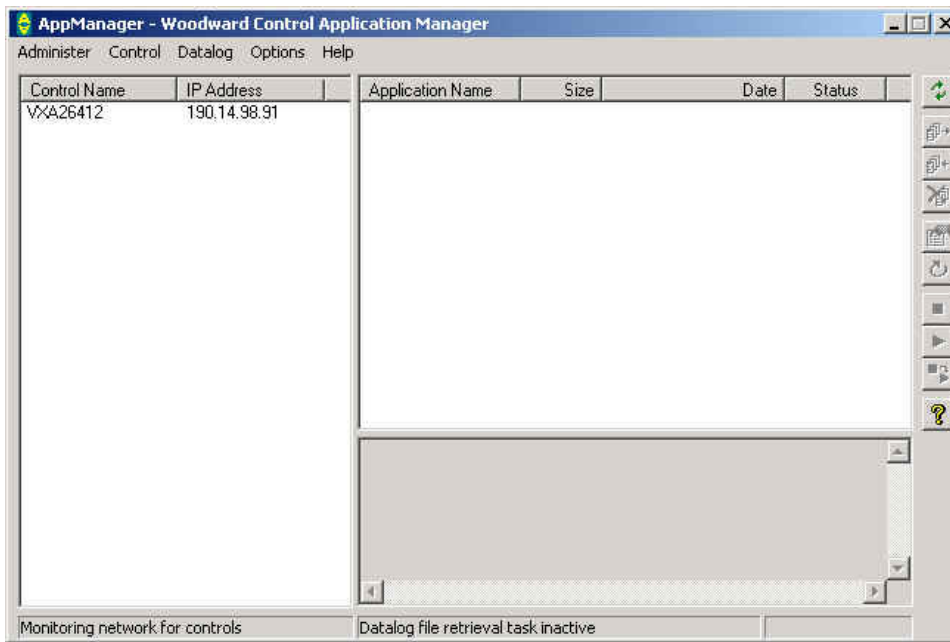 AppManager - Woodward Control Application Manager
Administer Control Datalog Options Help
Control Name IP Address Application Name Size Date Status
VXA26412 190.14.98.91
Monitoring network for controls Datalog file retrieval task inactive